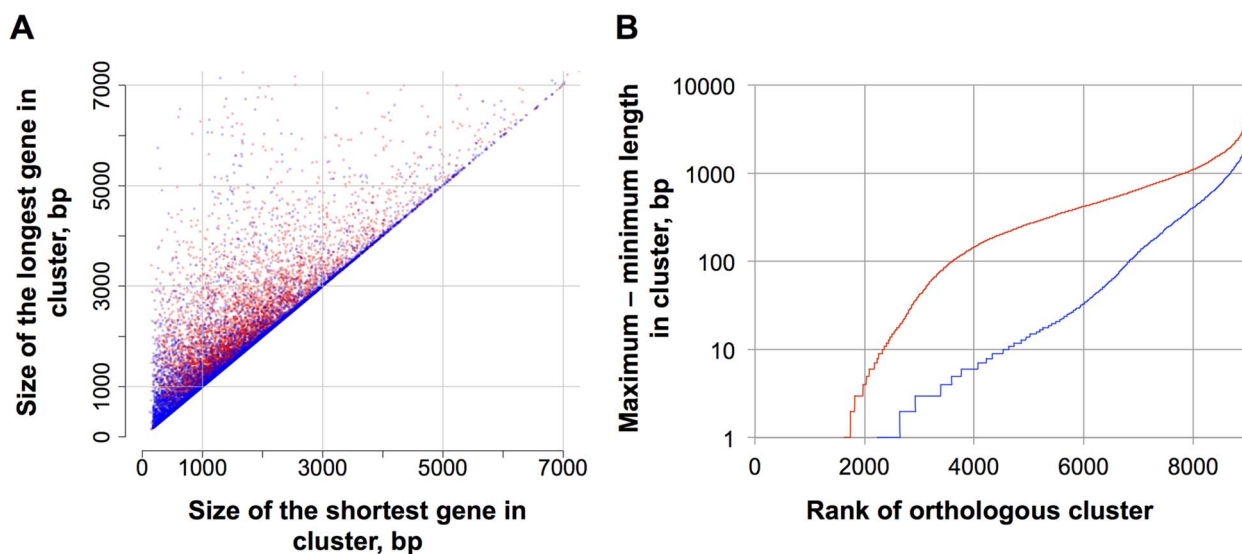 A
Size of the longest gene in
cluster, bp
7000
5000
3000
1000
0
0
1000
3000
5000
7000
Size of the shortest gene in
cluster, bp
B
Maximum – minimum length
in cluster, bp
10000
1000
100
10
1
0
2000
4000
6000
8000
Rank of orthologous cluster